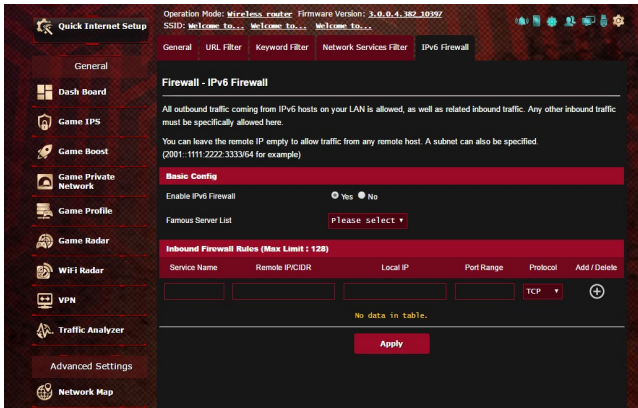 Quick Internet Setup
Operation Mode: Wireless router Firmware Version: 3.0.0.4.382_10397
SSID: Welcome to... Welcome to... Welcome to...
General URL Filter Keyword Filter Network Services Filter IPv6 Firewall
General
Dash Board
Game IPS
Game Boost
Game Private
Network
Game Profile
Game Radar
WiFi Radar
VPN
Traffic Analyzer
Advanced Settings
Network Map
Firewall - IPv6 Firewall
All outbound traffic coming from IPv6 hosts on your LAN is allowed, as well as related inbound traffic. Any other inbound traffic
must be specifically allowed here.
You can leave the remote IP empty to allow traffic from any remote host. A subnet can also be specified.
(2001::1111:2222:3333/64 for example)
Basic Config
Enable IPv6 Firewall Yes No
Famous Server List Please select
Inbound Firewall Rules (Max Limit : 128)
Service Name Remote IP/CIDR Local IP Port Range Protocol Add / Delete
TCP
No data in table.
Apply